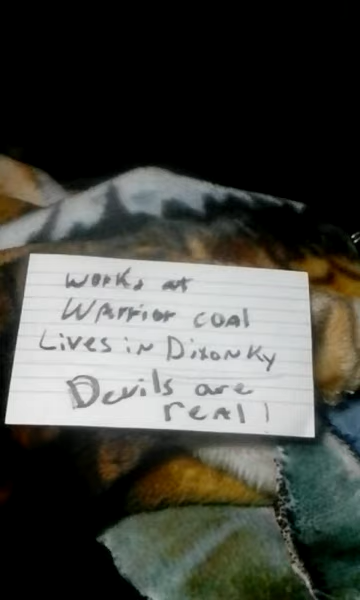 Works at
Warrior coal
Lives in Dixon Ky
Devils are
real!